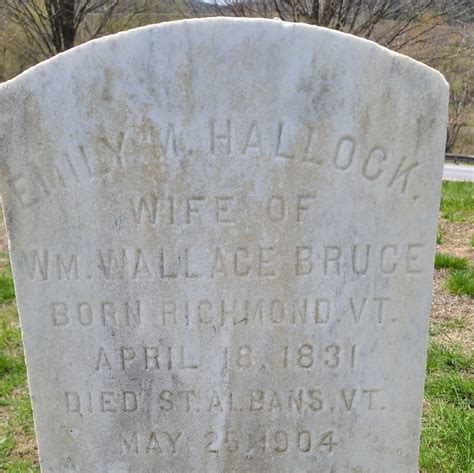 EMILY M. HALLOCK.
WIFE OF
WM. WALLACE BRUCE
BORN RICHMOND, VT.
APRIL 18, 1831
DIED ST. ALBANS, VT.
MAY 25, 1904